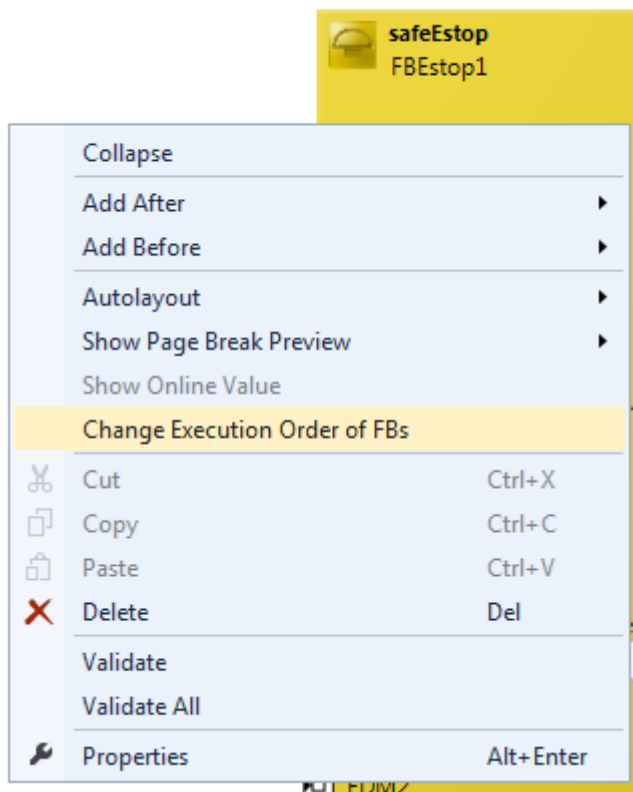 safeEstop
FBEstop1
Collapse
Add After
Add Before
Autolayout
Show Page Break Preview
Show Online Value
Change Execution Order of FBs
Cut Ctrl+X
Copy Ctrl+C
Paste Ctrl+V
Delete Del
Validate
Validate All
Properties Alt+Enter
EDM2